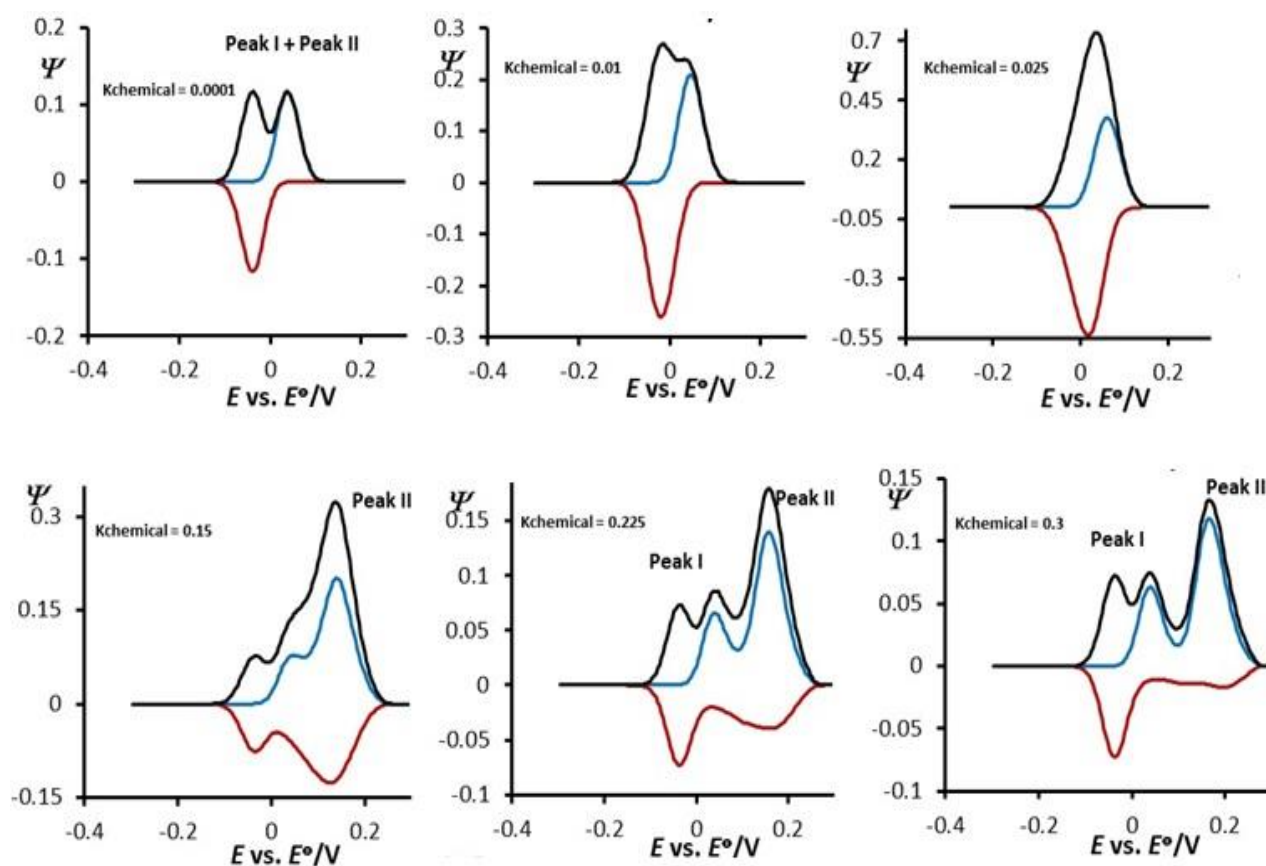 0.2
Ψ
Peak I + Peak II
Kchemical = 0.0001
0.1
0
-0.1
-0.2
-0.4
-0.2
0
0.2
E vs. E°/V
0.3
Ψ
0.2
Kchemical = 0.01
0.1
0
-0.1
-0.2
-0.3
-0.4
-0.2
0
0.2
E vs. E°/V
0.7
Ψ
Kchemical = 0.025
0.45
0.2
-0.05
-0.3
-0.55
-0.4
-0.2
0
0.2
E vs. E°/V
Ψ
0.3
Peak II
Kchemical = 0.15
0.15
0
-0.15
-0.4
-0.2
0
0.2
E vs. E°/V
Ψ
0.15
Peak II
Kchemical = 0.225
Peak I
0.1
0.05
0
-0.05
-0.1
-0.4
-0.2
0
0.2
E vs. E°/V
0.15
Ψ
Peak II
Kchemical = 0.3
Peak I
0.1
0.05
0
-0.05
-0.1
-0.4
-0.2
0
0.2
E vs. E°/V